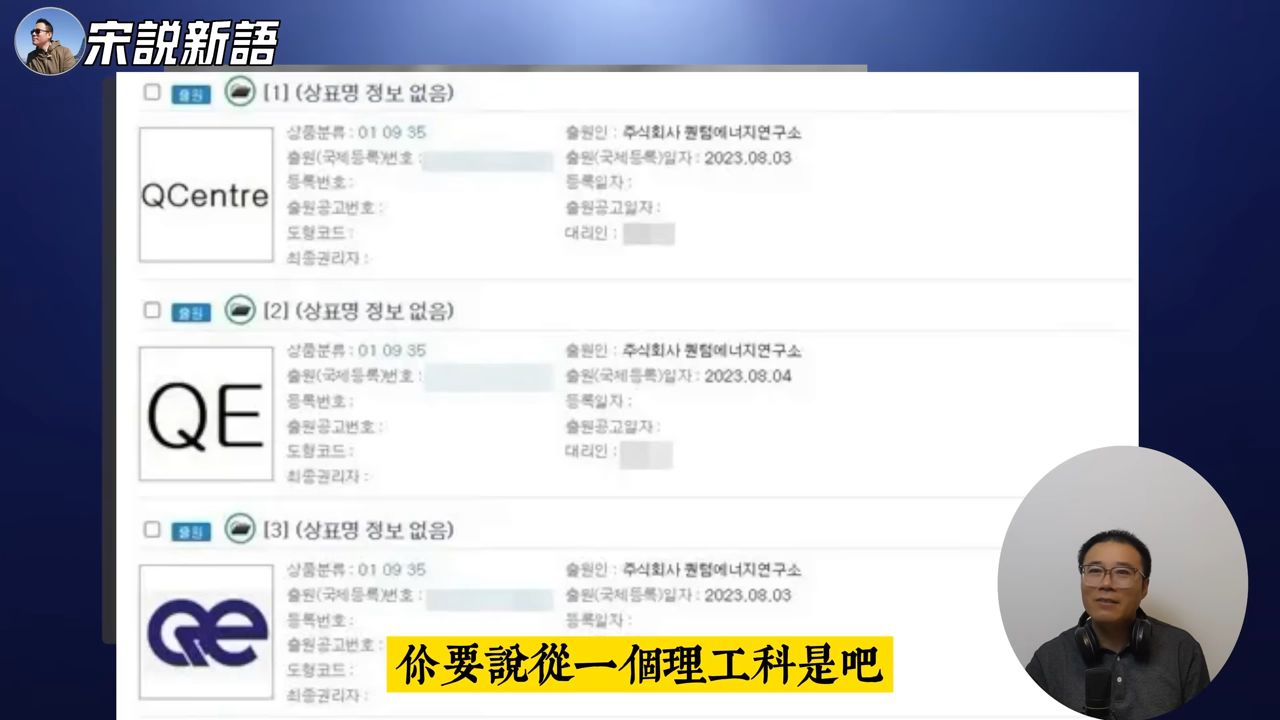 宋説新語
출원 [1] (상표명 정보 없음)
QCentre
상품분류 : 01 09 35
출원인 : 주식회사 퀀텀에너지연구소
출원(국제등록)번호 :
출원(국제등록)일자 : 2023.08.03
등록번호 :
등록일자 :
출원공고번호 :
출원공고일자 :
도형코드 :
대리인 :
최종권리자 :
출원 [2] (상표명 정보 없음)
QE
상품분류 : 01 09 35
출원인 : 주식회사 퀀텀에너지연구소
출원(국제등록)번호 :
출원(국제등록)일자 : 2023.08.04
등록번호 :
등록일자 :
출원공고번호 :
출원공고일자 :
도형코드 :
대리인 :
최종권리자 :
출원 [3] (상표명 정보 없음)
qe
상품분류 : 01 09 35
출원인 : 주식회사 퀀텀에너지연구소
출원(국제등록)번호 :
출원(국제등록)일자 : 2023.08.03
등록번호 :
등록일자 :
출원공고번호 :
도형코드 :
최종권리자 :
你要說從一個理工科是吧